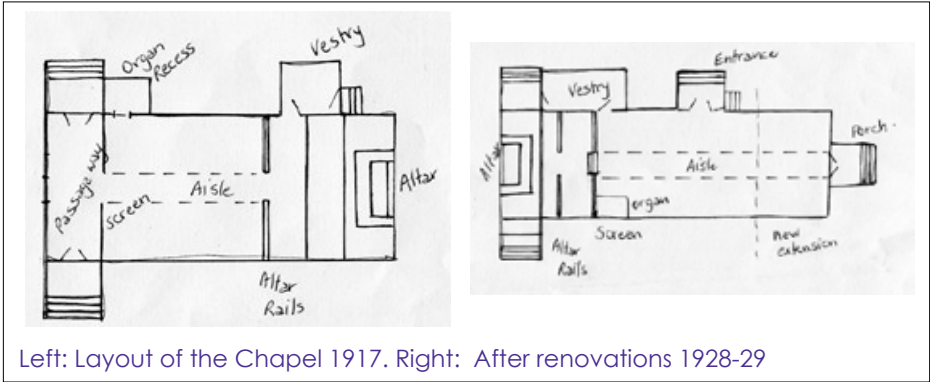 Organ
Recess
Vestry
Passage way
Screen
Aisle
Altar
Altar
Rails
Entrance
Vestry
Porch
Altar
Aisle
organ
Screen
Altar
Rails
new
extension
Left: Layout of the Chapel 1917. Right: After renovations 1928-29